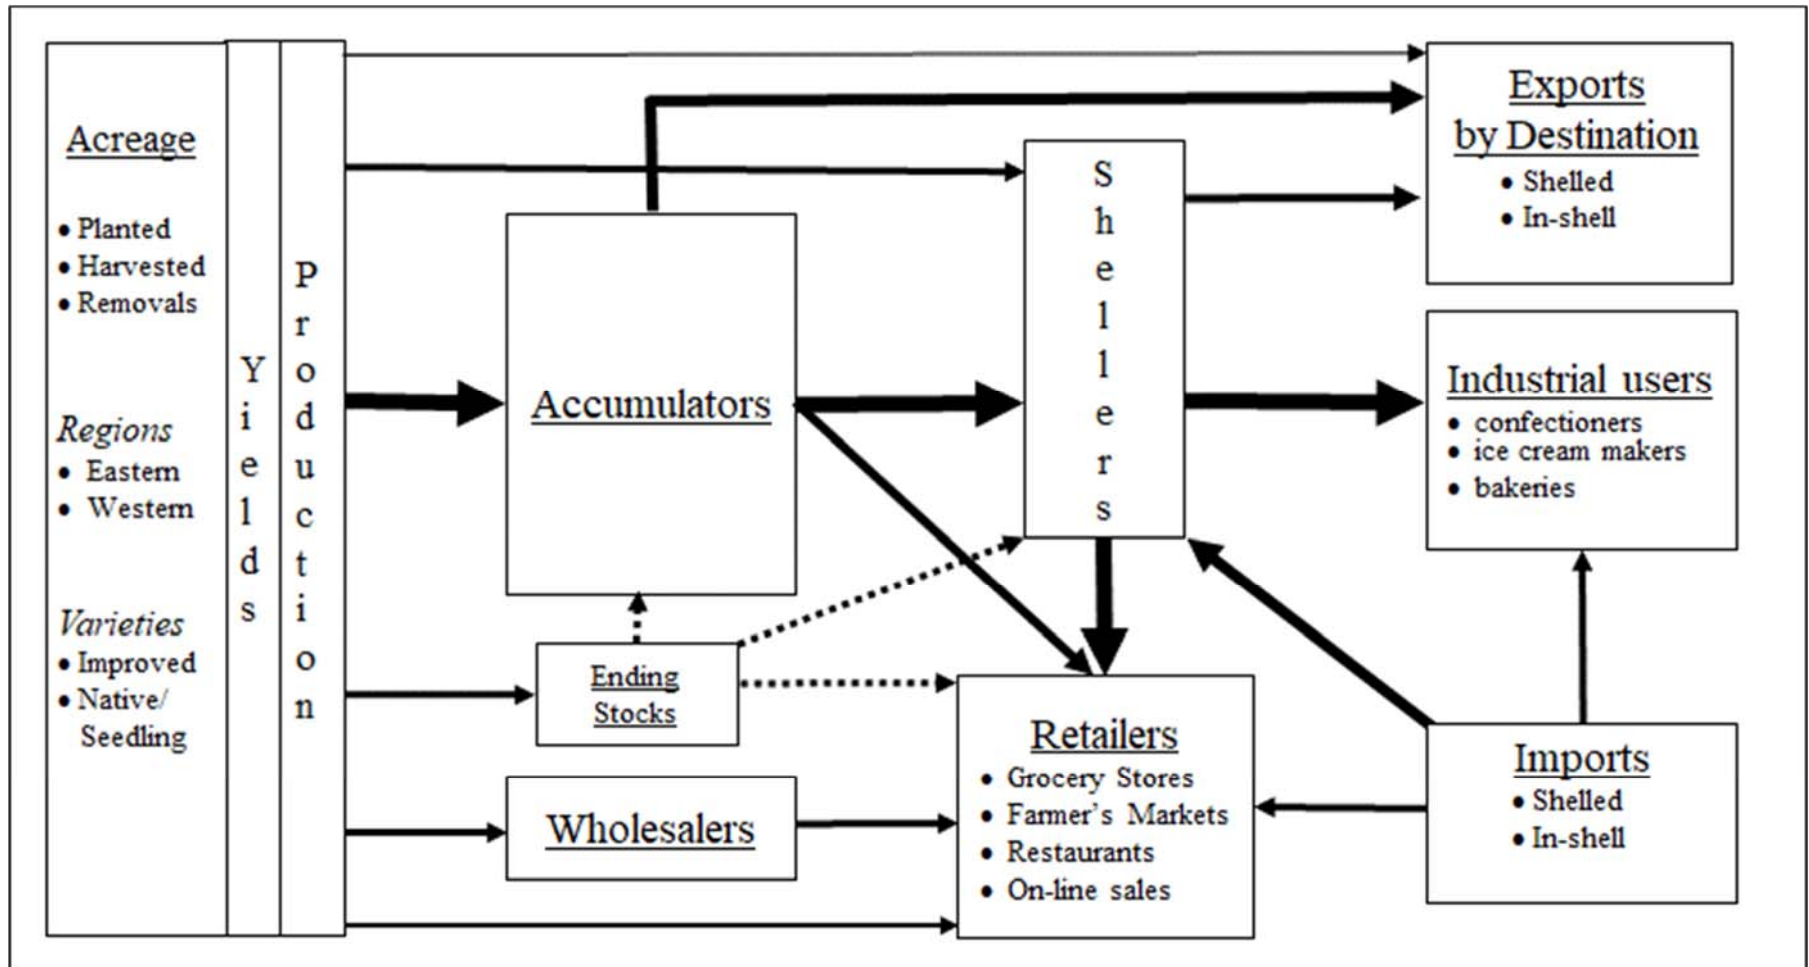 Acreage
• Planted
• Harvested
• Removals
Regions
• Eastern
• Western
Varieties
• Improved
• Native/
Seedling
Yields
Production
Accumulators
Ending
Stocks
Wholesalers
Shellers
Retailers
• Grocery Stores
• Farmer's Markets
• Restaurants
• On-line sales
Exports
by Destination
• Shelled
• In-shell
Industrial users
• confectioners
• ice cream makers
• bakeries
Imports
• Shelled
• In-shell